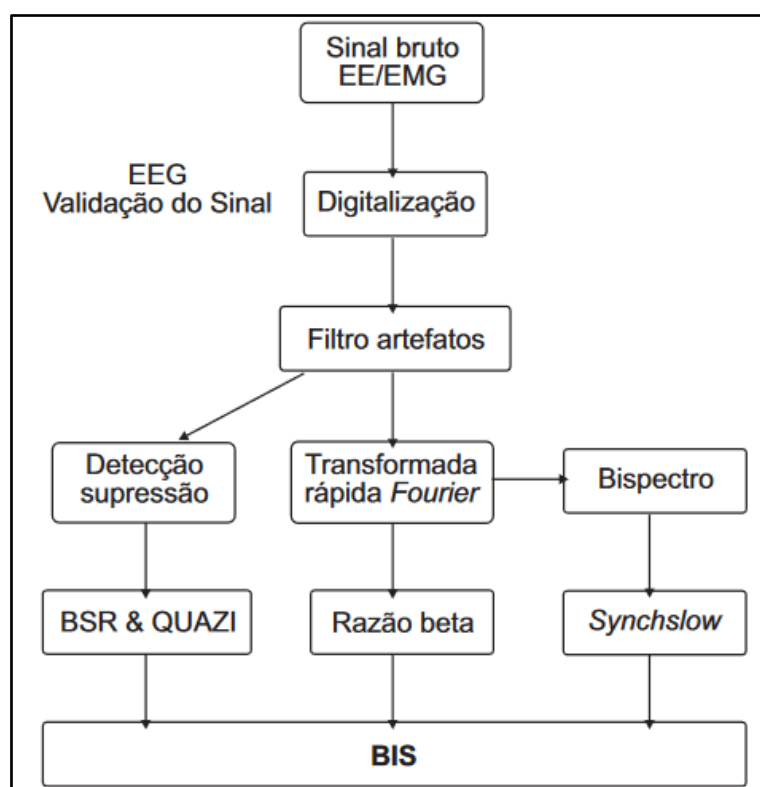 Sinal bruto
EE/EMG
EEG
Validação do Sinal
Digitalização
Filtro artefatos
Detecção
supressão
Transformada
rápida Fourier
Bispectro
BSR & QUAZI
Razão beta
Synchslow
BIS